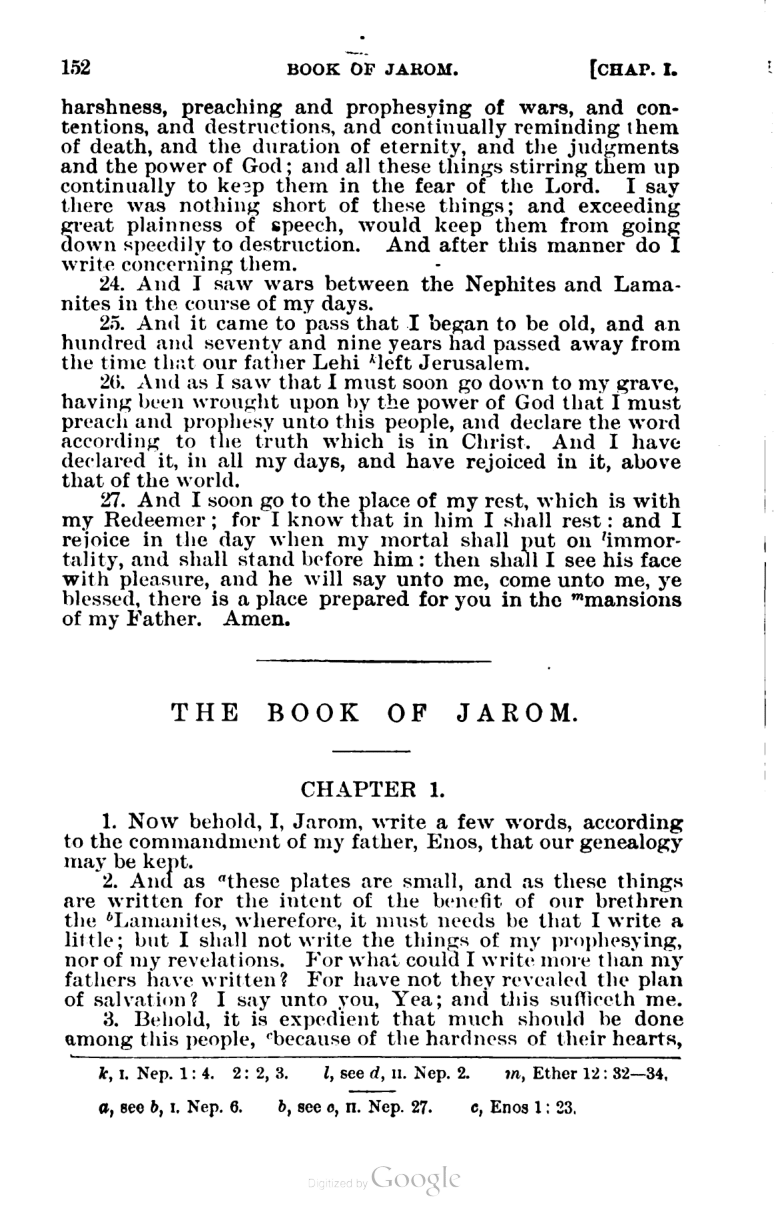 152 BOOK OF JAROM. [CHAP. I.
harshness, preaching and prophesying of wars, and con-
tentions, and destructions, and continually reminding them
of death, and the duration of eternity, and the judgments
and the power of God; and all these things stirring them up
continually to keep them in the fear of the Lord. I say
there was nothing short of these things; and exceeding
great plainness of speech, would keep them from going
down speedily to destruction. And after this manner do I
write concerning them.
24. And I saw wars between the Nephites and Lama-
nites in the course of my days.
25. And it came to pass that I began to be old, and an
hundred and seventy and nine years had passed away from
the time that our father Lehi ᵏleft Jerusalem.
26. And as I saw that I must soon go down to my grave,
having been wrought upon by the power of God that I must
preach and prophesy unto this people, and declare the word
according to the truth which is in Christ. And I have
declared it, in all my days, and have rejoiced in it, above
that of the world.
27. And I soon go to the place of my rest, which is with
my Redeemer; for I know that in him I shall rest: and I
rejoice in the day when my mortal shall put on ˡimmor-
tality, and shall stand before him: then shall I see his face
with pleasure, and he will say unto me, come unto me, ye
blessed, there is a place prepared for you in the ᵐmansions
of my Father. Amen.
THE BOOK OF JAROM.
CHAPTER 1.
1. Now behold, I, Jarom, write a few words, according
to the commandment of my father, Enos, that our genealogy
may be kept.
2. And as ᵃthese plates are small, and as these things
are written for the intent of the benefit of our brethren
the ᵇLamanites, wherefore, it must needs be that I write a
little; but I shall not write the things of my prophesying,
nor of my revelations. For what could I write more than my
fathers have written? For have not they revealed the plan
of salvation? I say unto you, Yea; and this sufficeth me.
3. Behold, it is expedient that much should be done
among this people, ᶜbecause of the hardness of their hearts,
k, I. Nep. 1: 4. 2: 2, 3. l, see d, II. Nep. 2. m, Ether 12: 32—34.
a, see b, I. Nep. 6. b, see c, II. Nep. 27. c, Enos 1: 23.
Digitized by Google